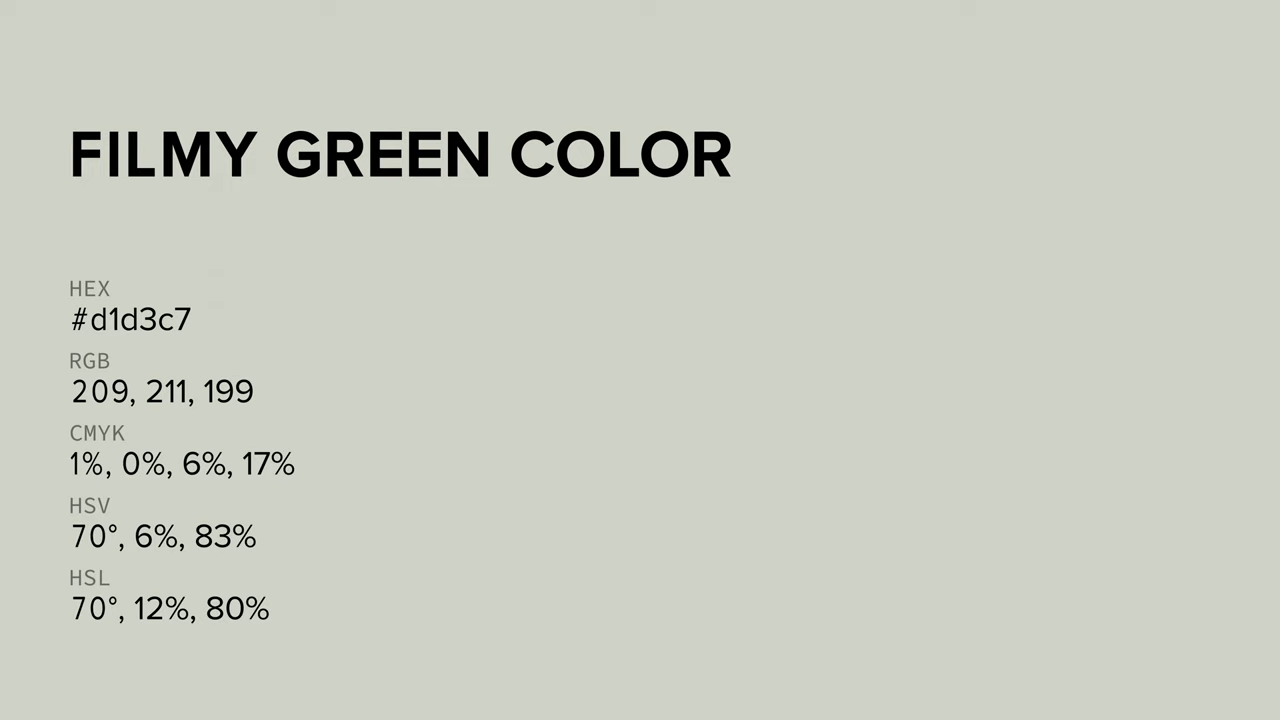 FILMY GREEN COLOR
HEX
#d1d3c7
RGB
209, 211, 199
CMYK
1%, 0%, 6%, 17%
HSV
70°, 6%, 83%
HSL
70°, 12%, 80%